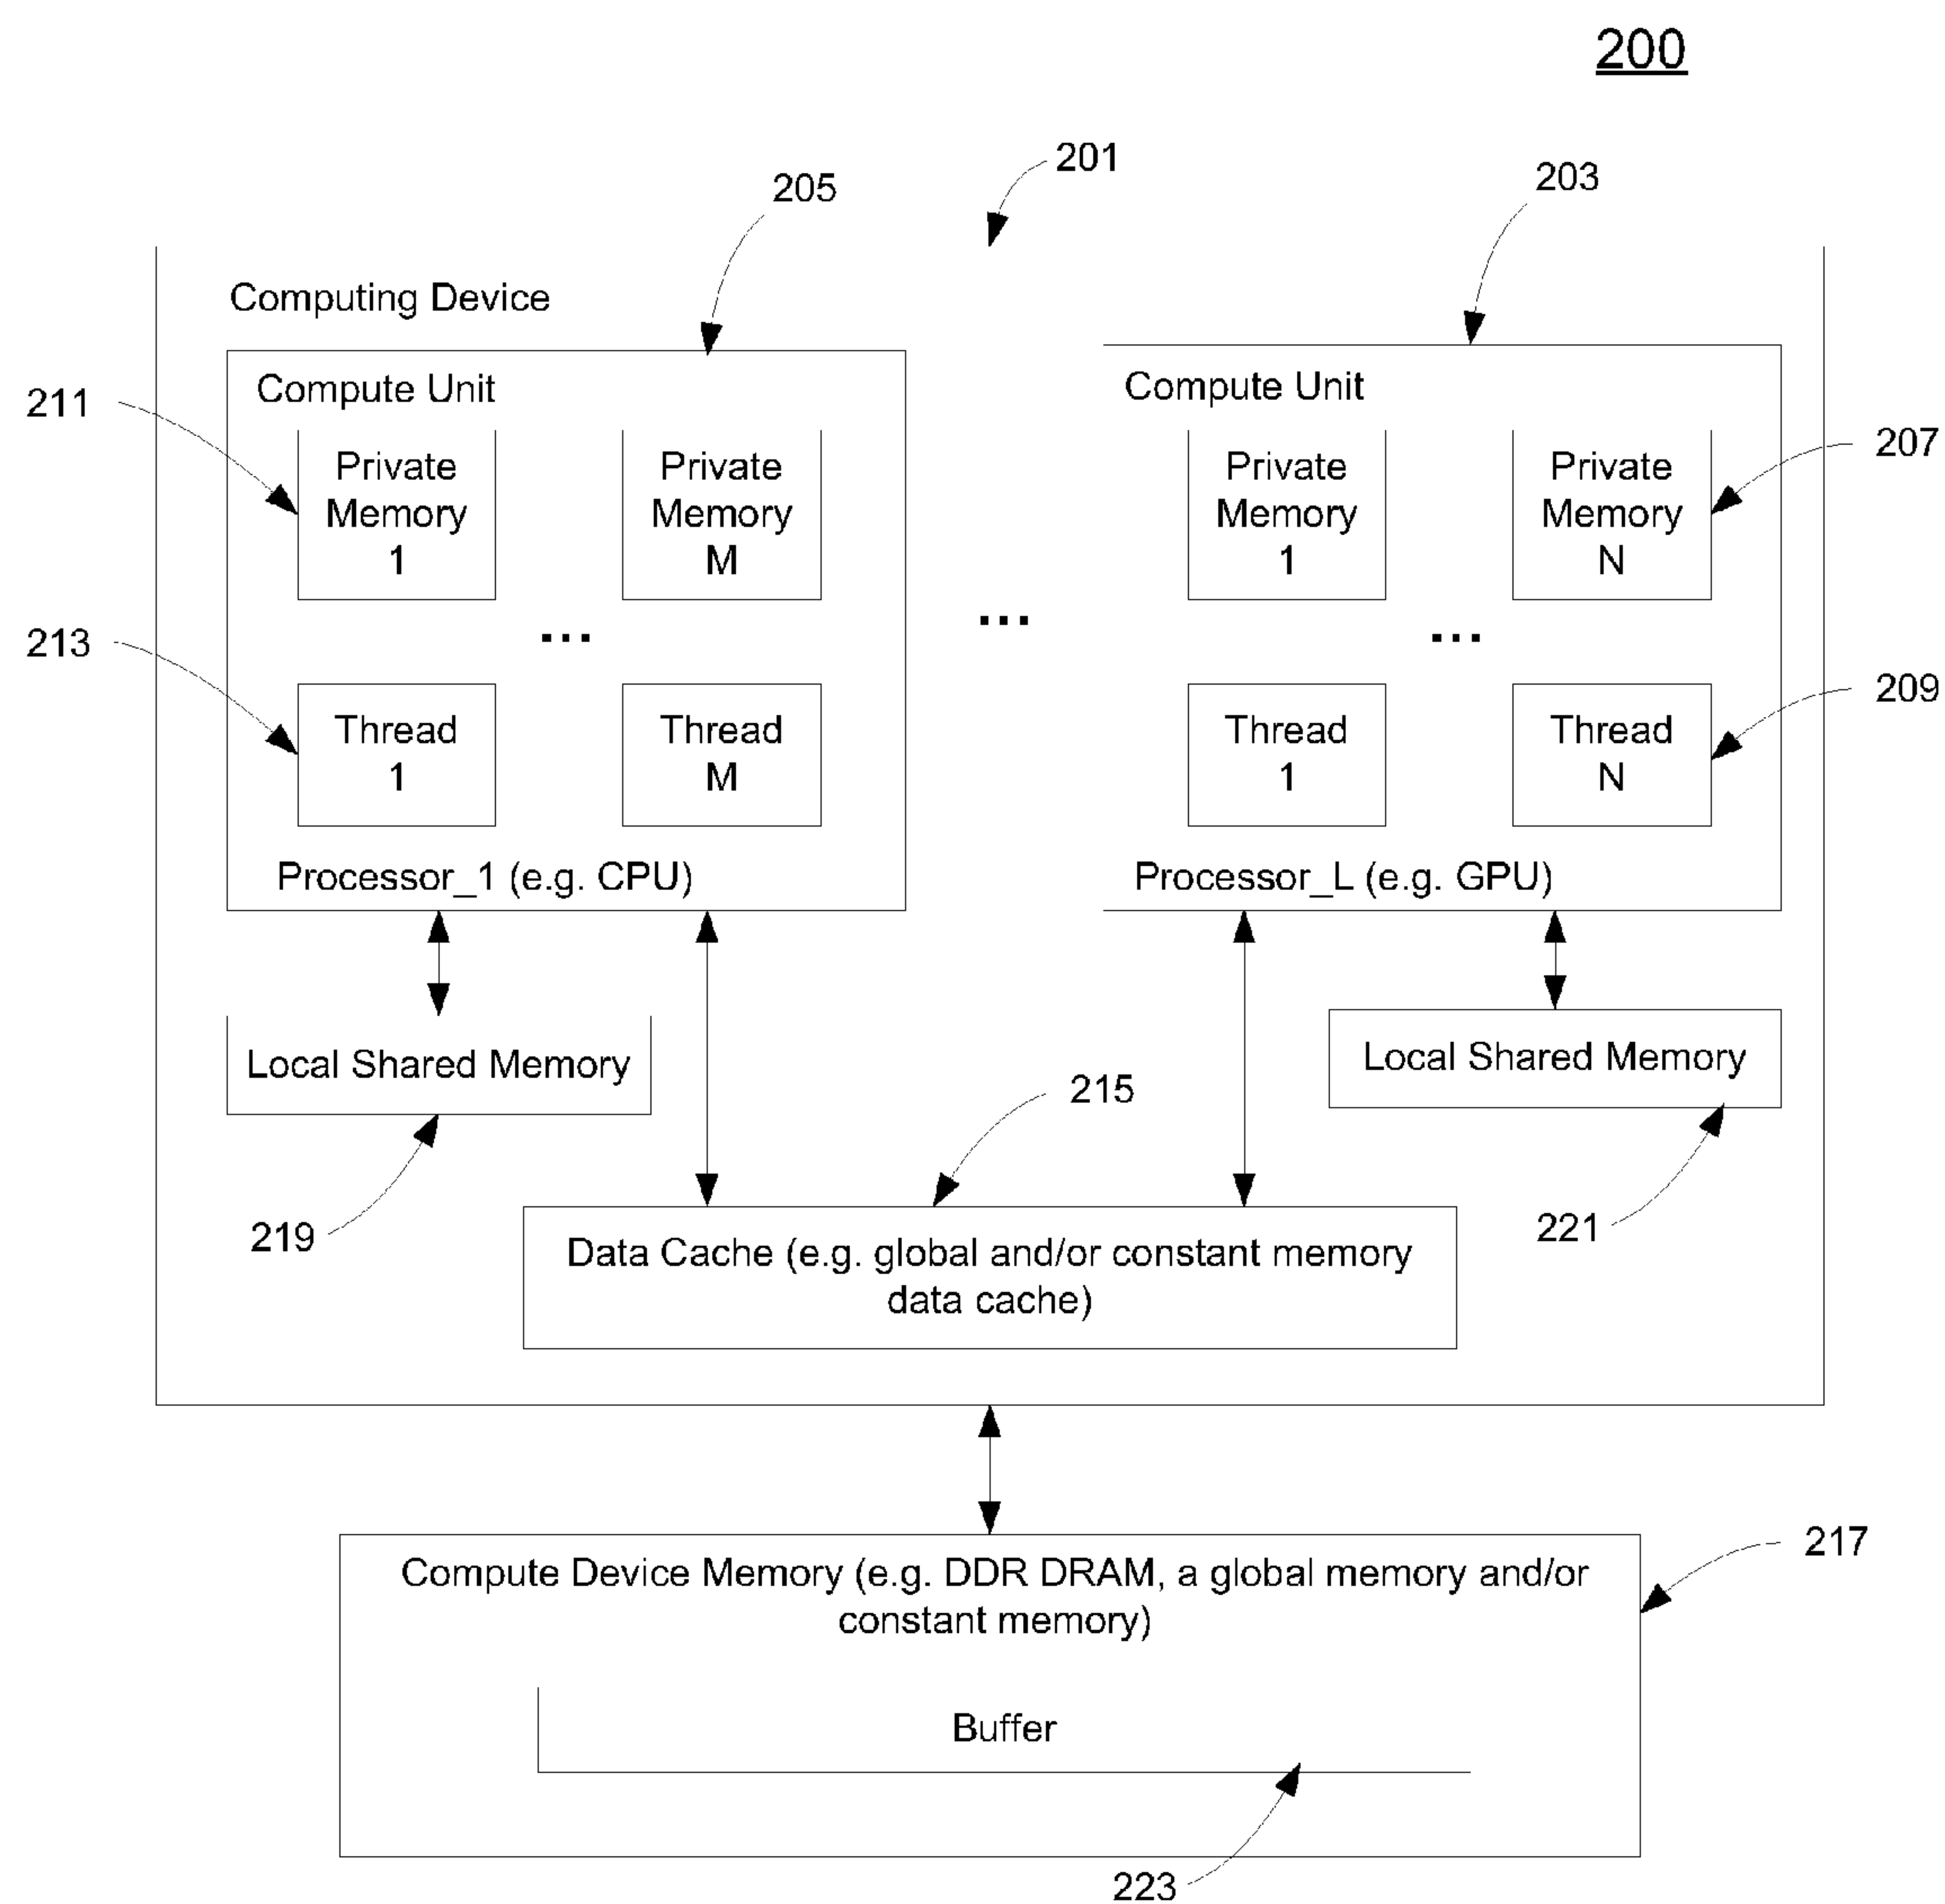 200
201
205
203
Computing Device
Compute Unit
Compute Unit
211
207
Private
Memory
1
Private
Memory
M
Private
Memory
1
Private
Memory
N
...
...
...
213
209
Thread
1
Thread
M
Thread
1
Thread
N
Processor_1 (e.g. CPU)
Processor_L (e.g. GPU)
Local Shared Memory
Local Shared Memory
215
219
221
Data Cache (e.g. global and/or constant memory
data cache)
217
Compute Device Memory (e.g. DDR DRAM, a global memory and/or
constant memory)
Buffer
223